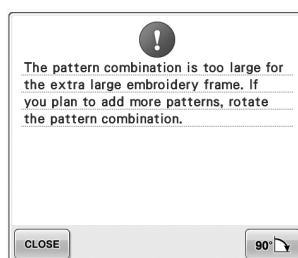 The pattern combination is too large for
the extra large embroidery frame. If
you plan to add more patterns, rotate
the pattern combination.
CLOSE
90°